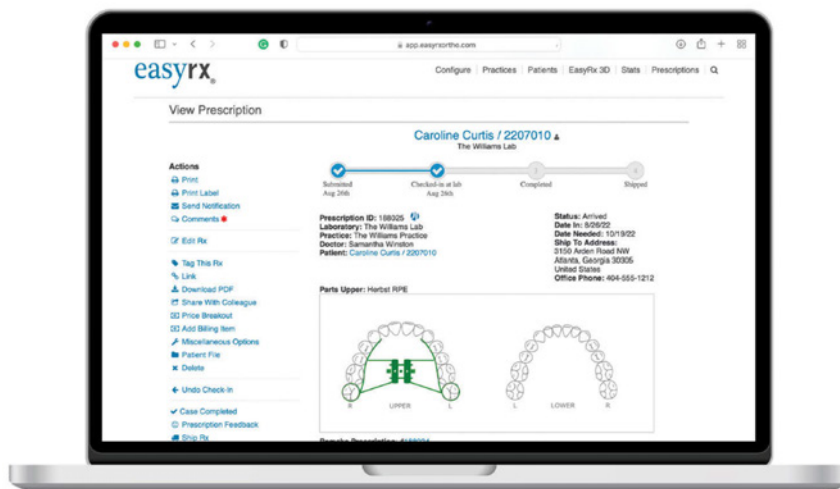 app.easyrxortho.com
easyrx®
Configure | Practices | Patients | EasyRx 3D | Stats | Prescriptions
View Prescription
Caroline Curtis / 2207010
The Williams Lab
Submitted
Aug 26th
Checked-in at lab
Aug 26th
Completed
Shipped
Actions
Print
Print Label
Send Notification
Comments
Edit Rx
Tag This Rx
Link
Download PDF
Share With Colleague
Price Breakout
Add Billing Item
Miscellaneous Options
Patient File
Delete
Undo Check-In
Case Completed
Prescription Feedback
Ship Rx
Prescription ID: 188025
Laboratory: The Williams Lab
Practice: The Williams Practice
Doctor: Samantha Winston
Patient: Caroline Curtis / 2207010
Status: Arrived
Date In: 8/26/22
Date Needed: 10/19/22
Ship To Address:
3150 Arden Road NW
Atlanta, Georgia 30305
United States
Office Phone: 404-555-1212
Parts Upper: Herbst RPE
R UPPER L
L LOWER R